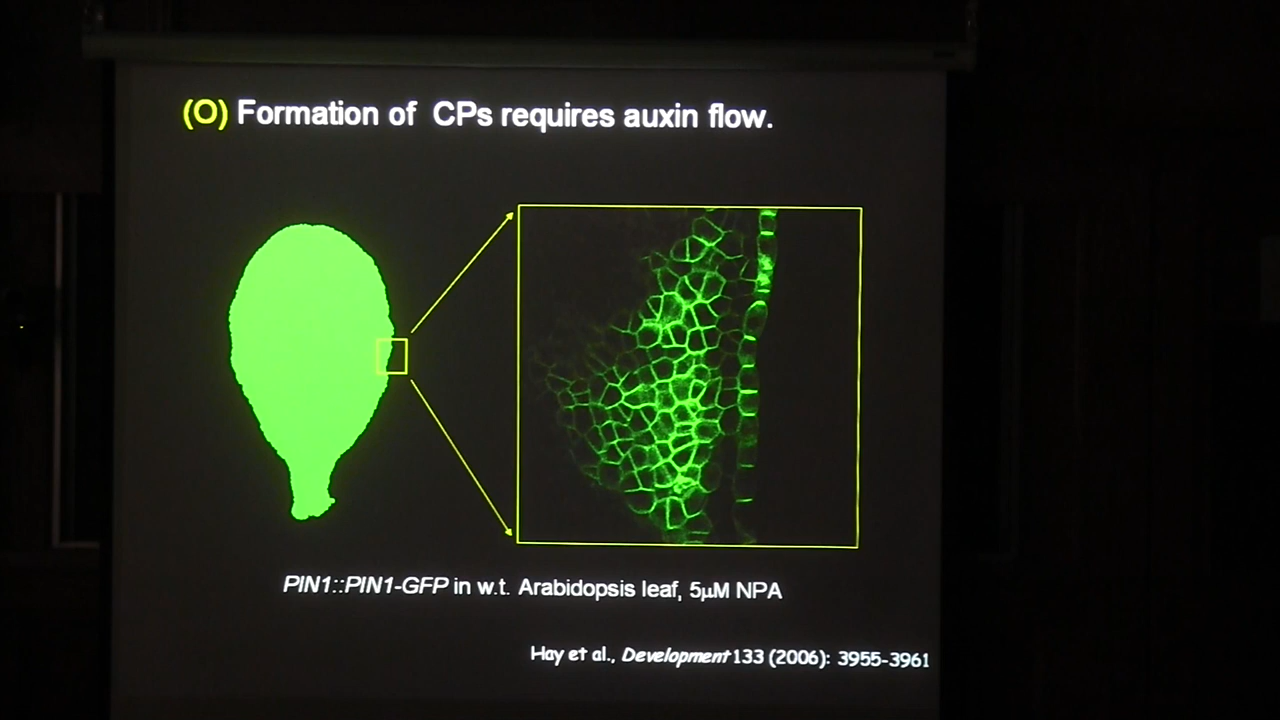 (O) Formation of CPs requires auxin flow.
PIN1::PIN1-GFP in w.t. Arabidopsis leaf, 5μM NPA
Hay et al., Development 133 (2006): 3955-3961